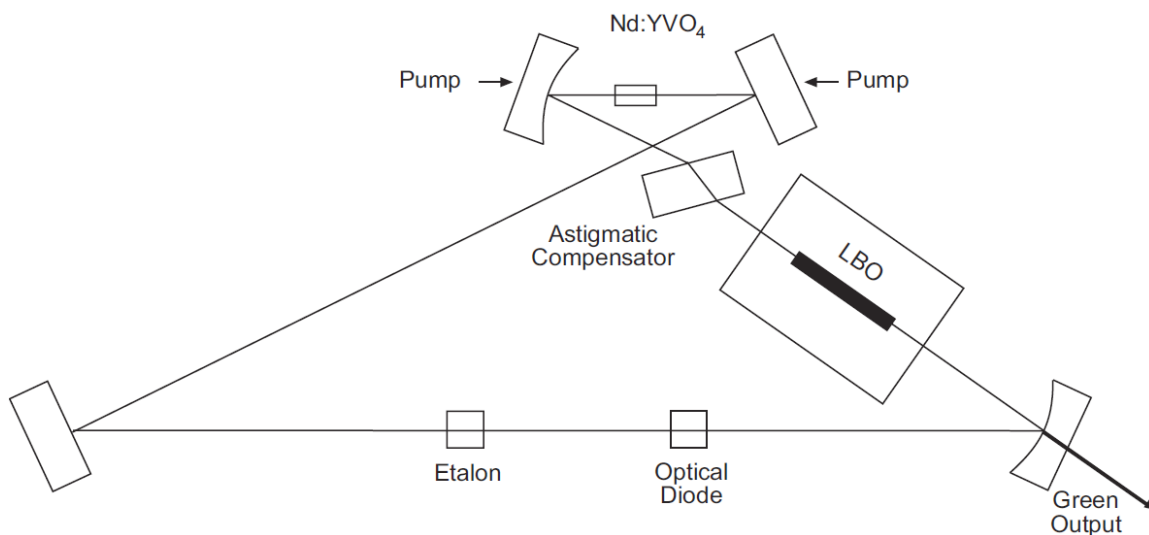 Nd:YVO₄
Pump
Pump
Astigmatic
Compensator
LBO
Etalon
Optical
Diode
Green
Output